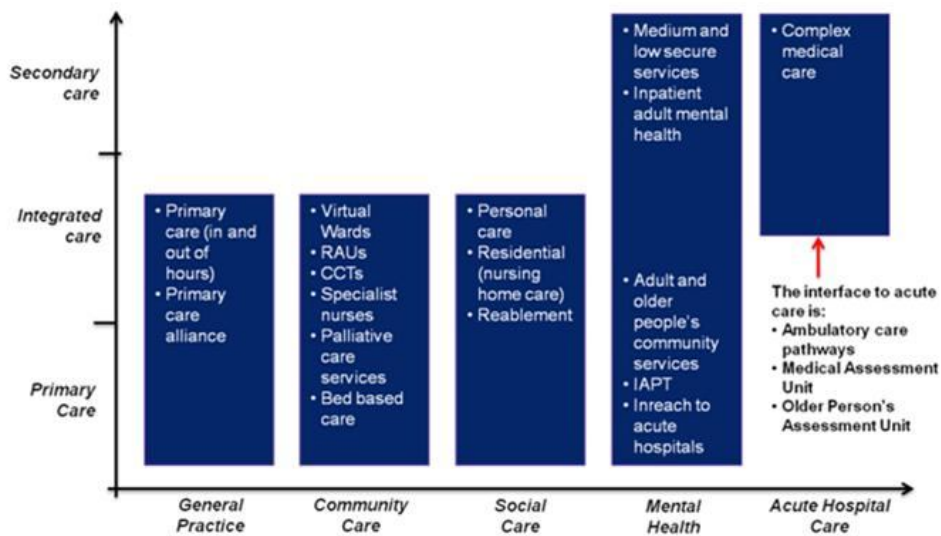 Secondary
care
Integrated
care
Primary
Care
• Primary
care (in and
out of
hours)
• Primary
care
alliance
• Virtual
Wards
• RAUs
• CCTs
• Specialist
nurses
• Palliative
care
services
• Bed based
care
• Personal
care
• Residential
(nursing
home care)
• Reablement
• Medium and
low secure
services
• Inpatient
adult mental
health
• Adult and
older
people's
community
services
• IAPT
• Inreach to
acute
hospitals
• Complex
medical
care
The interface to acute
care is:
• Ambulatory care
pathways
• Medical Assessment
Unit
• Older Person's
Assessment Unit
General
Practice
Community
Care
Social
Care
Mental
Health
Acute Hospital
Care